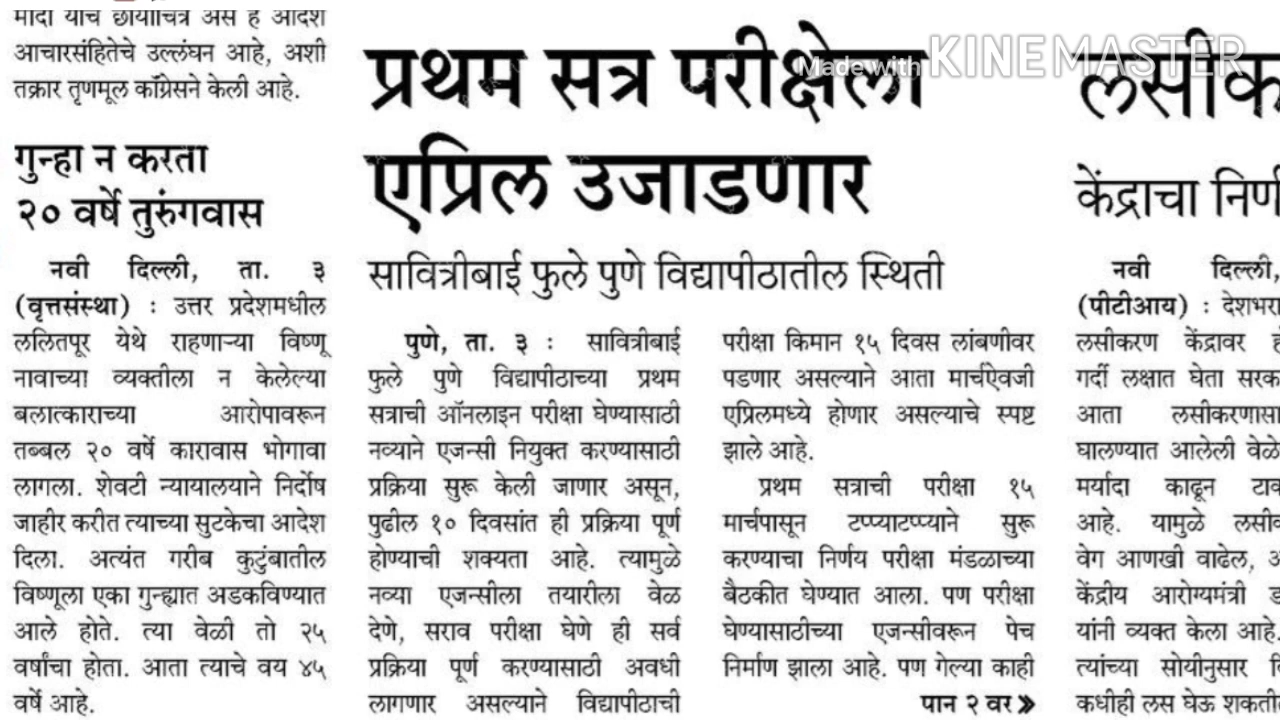 मोदी यांचे छायाचित्र असे हे आदेश
आचारसंहितेचे उल्लंघन आहे, अशी
तक्रार तृणमूल काँग्रेसने केली आहे.
गुन्हा न करता
२० वर्षे तुरुंगवास
नवी दिल्ली, ता. ३
(वृत्तसंस्था) : उत्तर प्रदेशमधील
ललितपूर येथे राहणाऱ्या विष्णू
नावाच्या व्यक्तीला न केलेल्या
बलात्काराच्या आरोपावरून
तब्बल २० वर्षे कारावास भोगावा
लागला. शेवटी न्यायालयाने निर्दोष
जाहीर करीत त्याच्या सुटकेचा आदेश
दिला. अत्यंत गरीब कुटुंबातील
विष्णूला एका गुन्ह्यात अडकविण्यात
आले होते. त्या वेळी तो २५
वर्षांचा होता. आता त्याचे वय ४५
वर्षे आहे.
प्रथम सत्र परीक्षेला
एप्रिल उजाडणार
सावित्रीबाई फुले पुणे विद्यापीठातील स्थिती
पुणे, ता. ३ : सावित्रीबाई
फुले पुणे विद्यापीठाच्या प्रथम
सत्राची ऑनलाइन परीक्षा घेण्यासाठी
नव्याने एजन्सी नियुक्त करण्यासाठी
प्रक्रिया सुरू केली जाणार असून,
पुढील १० दिवसांत ही प्रक्रिया पूर्ण
होण्याची शक्यता आहे. त्यामुळे
नव्या एजन्सीला तयारीला वेळ
देणे, सराव परीक्षा घेणे ही सर्व
प्रक्रिया पूर्ण करण्यासाठी अवधी
लागणार असल्याने विद्यापीठाची
परीक्षा किमान १५ दिवस लांबणीवर
पडणार असल्याने आता मार्चऐवजी
एप्रिलमध्ये होणार असल्याचे स्पष्ट
झाले आहे.
प्रथम सत्राची परीक्षा १५
मार्चपासून टप्प्याटप्प्याने सुरू
करण्याचा निर्णय परीक्षा मंडळाच्या
बैठकीत घेण्यात आला. पण परीक्षा
घेण्यासाठीच्या एजन्सीवरून पेच
निर्माण झाला आहे. पण गेल्या काही
पान २ वर »
Made with KINEMASTER
लसीक
केंद्राचा निर्ण
नवी दिल्ली,
(पीटीआय) : देशभरा
लसीकरण केंद्रावर ह
गर्दी लक्षात घेता सरक
आता लसीकरणासा
घालण्यात आलेली वेळे
मर्यादा काढून टाव
आहे. यामुळे लसीव
वेग आणखी वाढेल, उ
केंद्रीय आरोग्यमंत्री ड
यांनी व्यक्त केला आहे.
त्यांच्या सोयीनुसार
कधीही लस घेऊ शकती